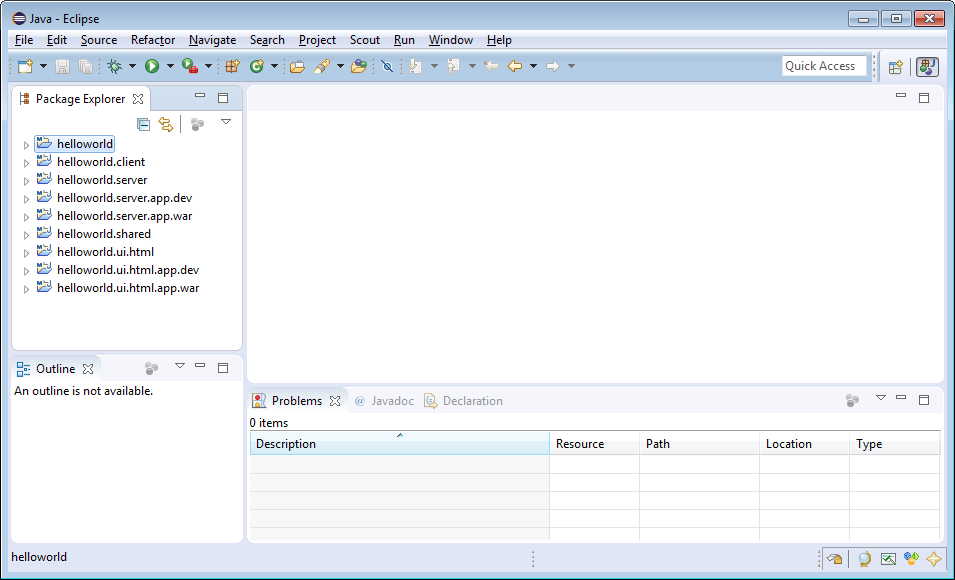 Java - Eclipse
File Edit Source Refactor Navigate Search Project Scout Run Window Help
Quick Access
Package Explorer
helloworld
helloworld.client
helloworld.server
helloworld.server.app.dev
helloworld.server.app.war
helloworld.shared
helloworld.ui.html
helloworld.ui.html.app.dev
helloworld.ui.html.app.war
Outline
An outline is not available.
Problems @ Javadoc Declaration
0 items
Description Resource Path Location Type
helloworld